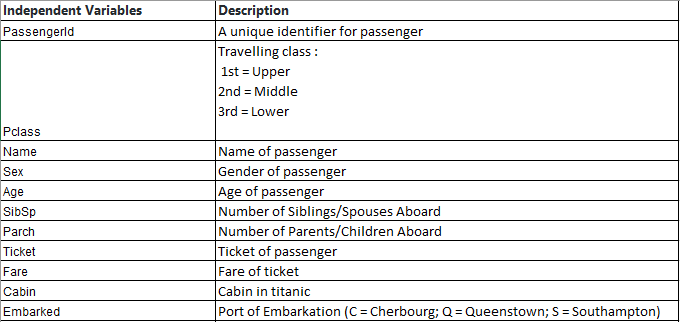 Independent Variables Description
PassengerId A unique identifier for passenger
Travelling class :
1st = Upper
2nd = Middle
3rd = Lower
Pclass
Name Name of passenger
Sex Gender of passenger
Age Age of passenger
SibSp Number of Siblings/Spouses Aboard
Parch Number of Parents/Children Aboard
Ticket Ticket of passenger
Fare Fare of ticket
Cabin Cabin in titanic
Embarked Port of Embarkation (C = Cherbourg; Q = Queenstown; S = Southampton)